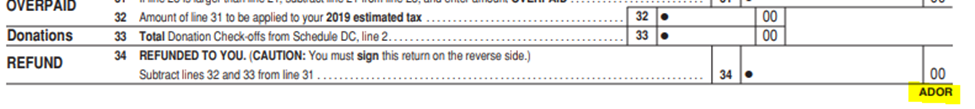 OVERPAID
32 Amount of line 31 to be applied to your 2019 estimated tax 32 ● 00
Donations 33 Total Donation Check-offs from Schedule DC, line 2 33 ● 00
REFUND 34 REFUNDED TO YOU. (CAUTION: You must sign this return on the reverse side.)
Subtract lines 32 and 33 from line 31 34 ● 00
ADOR